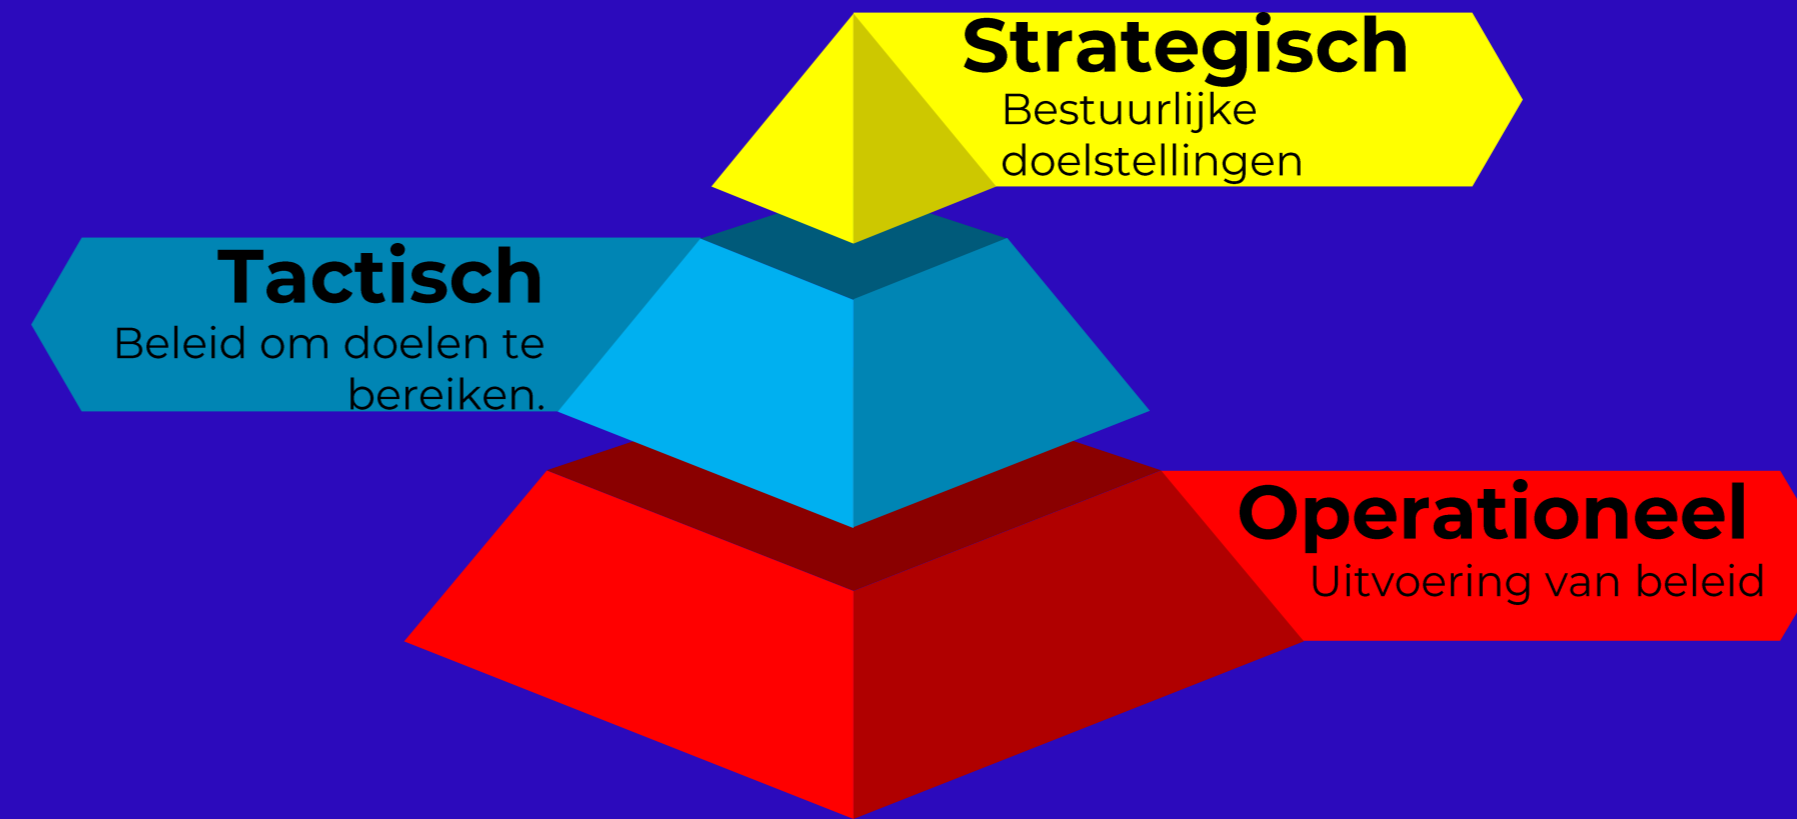 Strategisch
Bestuurlijke
doelstellingen
Tactisch
Beleid om doelen te
bereiken.
Operationeel
Uitvoering van beleid